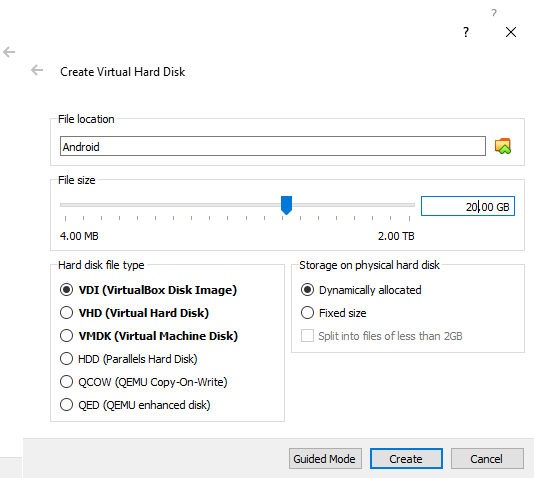 ?
?
Create Virtual Hard Disk
File location
Android
File size
20.00 GB
4.00 MB 2.00 TB
Hard disk file type
VDI (VirtualBox Disk Image)
VHD (Virtual Hard Disk)
VMDK (Virtual Machine Disk)
HDD (Parallels Hard Disk)
QCOW (QEMU Copy-On-Write)
QED (QEMU enhanced disk)
Storage on physical hard disk
Dynamically allocated
Fixed size
Split into files of less than 2GB
Guided Mode Create Cancel